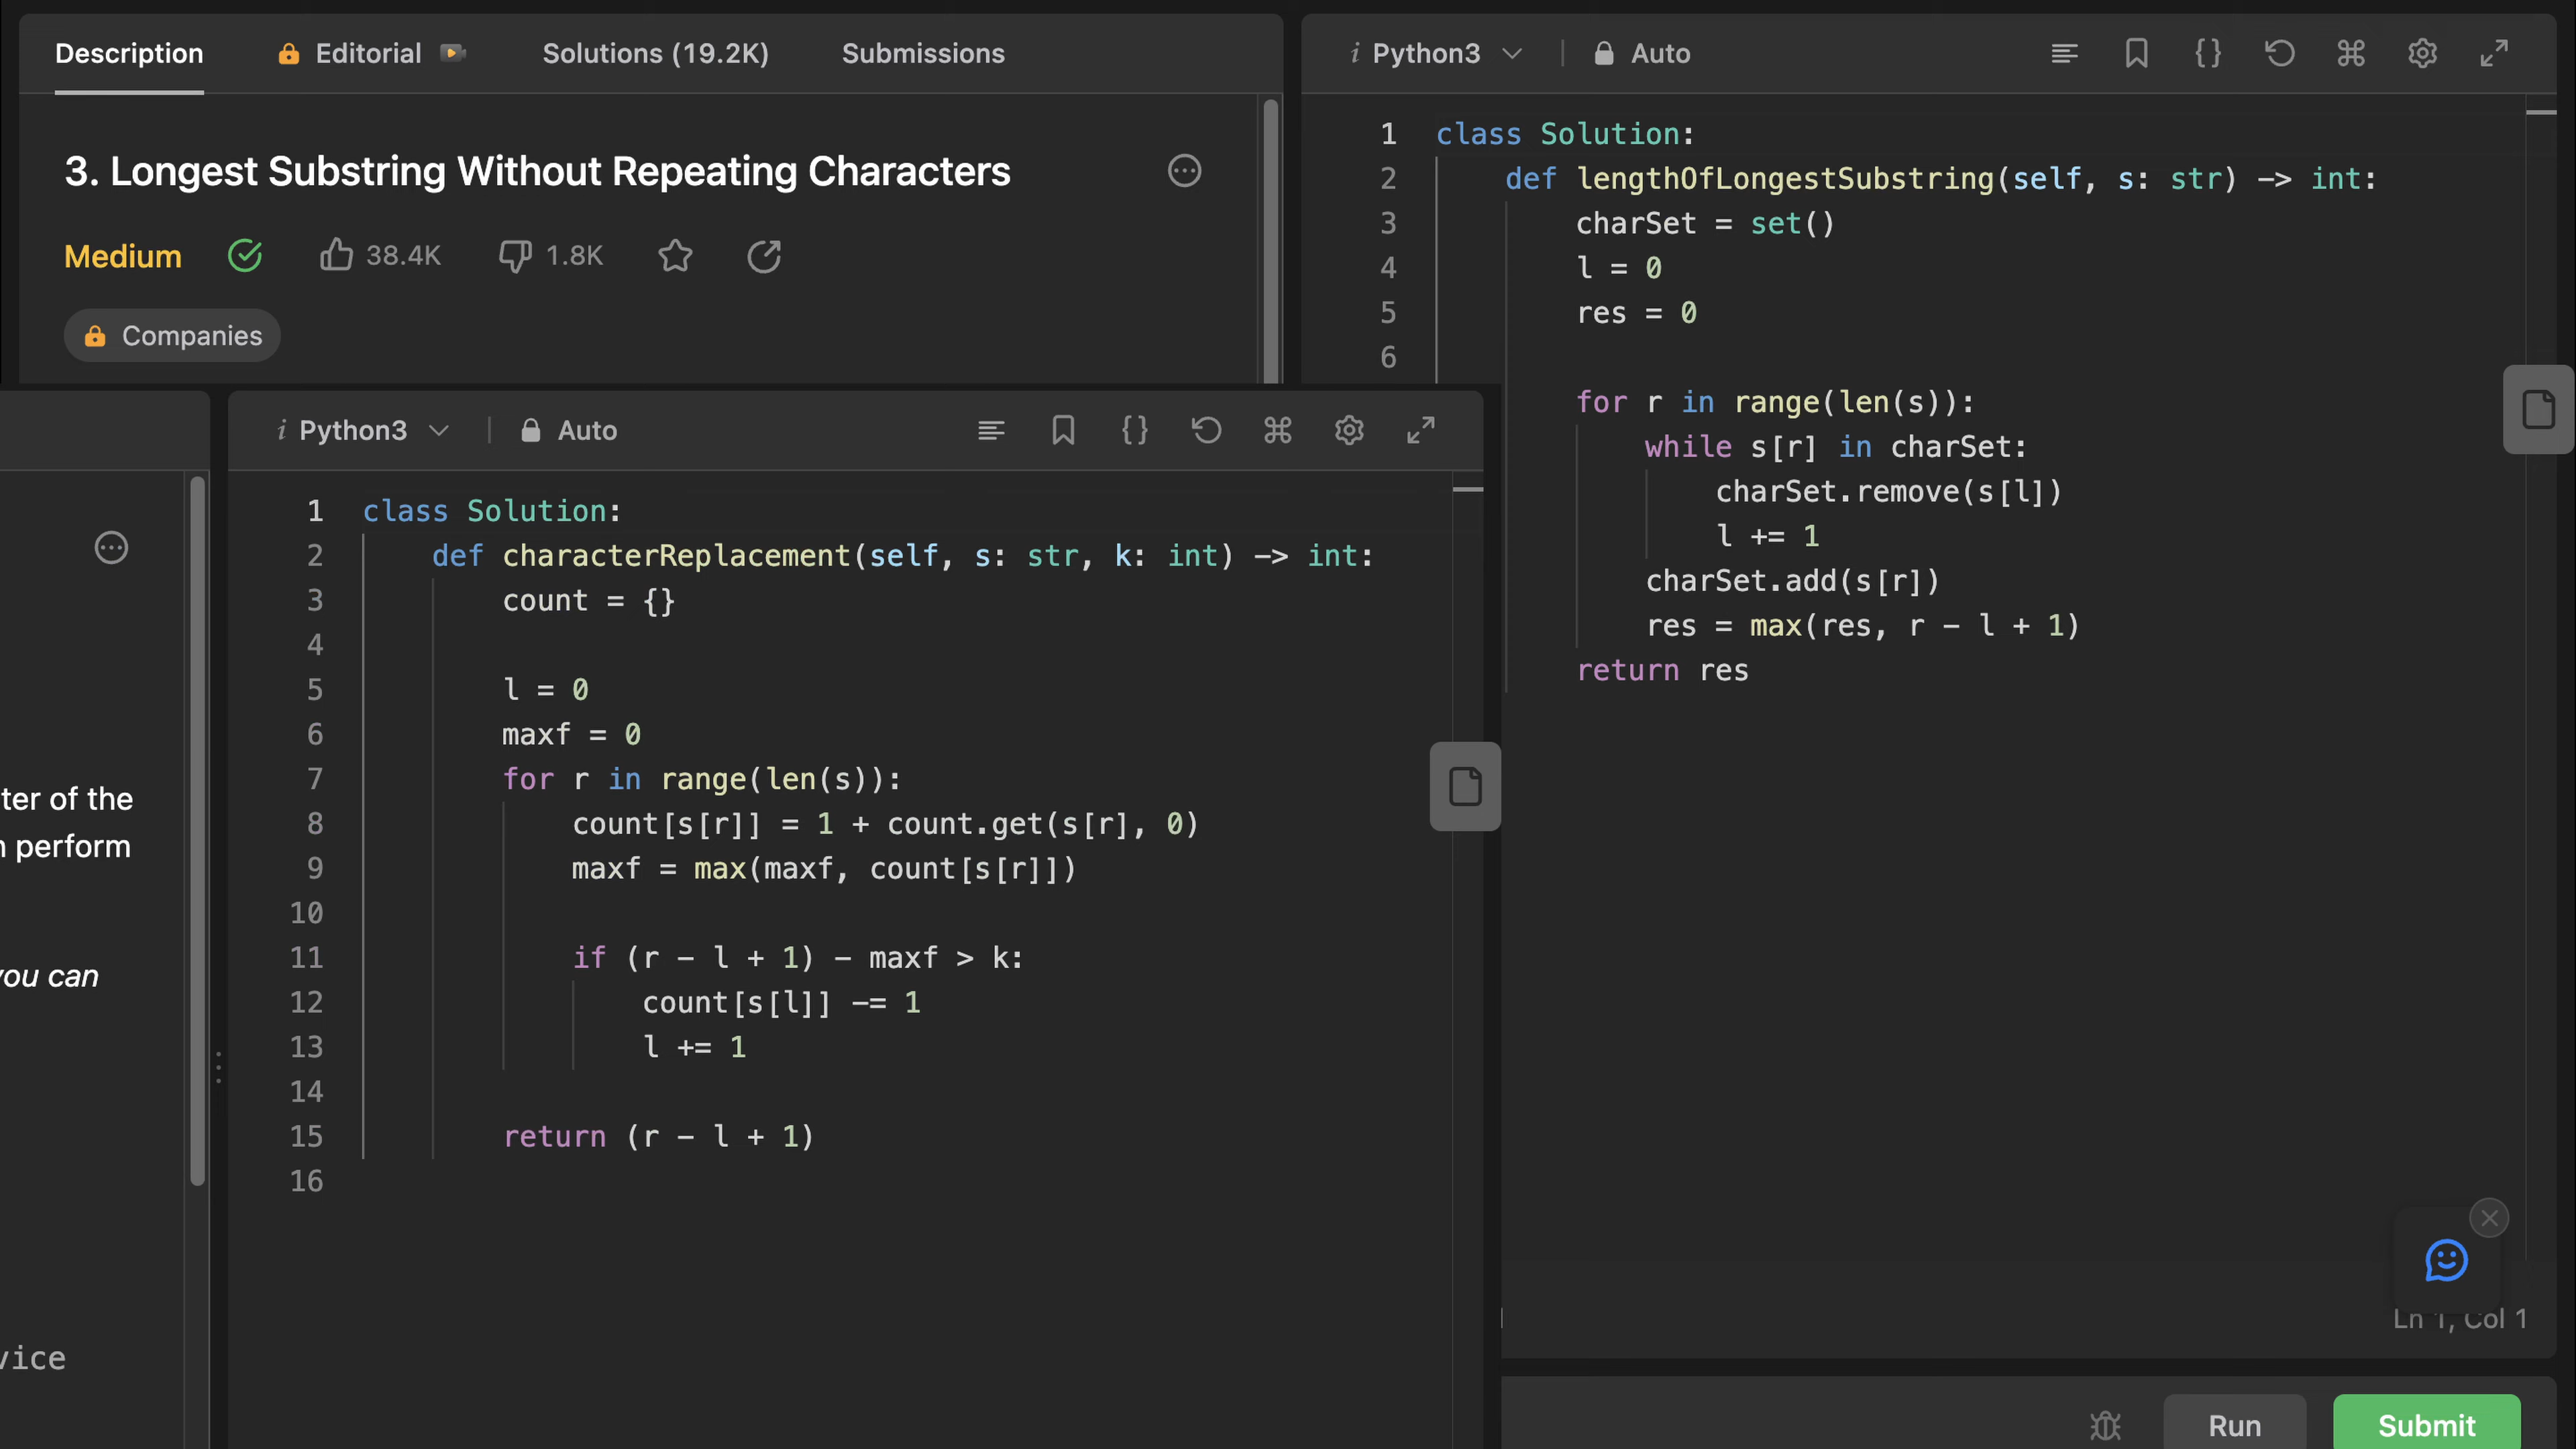 Description Editorial Solutions (19.2K) Submissions
3. Longest Substring Without Repeating Characters
Medium 38.4K 1.8K
Companies
i Python3 Auto
1 class Solution:
2     def lengthOfLongestSubstring(self, s: str) -> int:
3         charSet = set()
4         l = 0
5         res = 0
6
        for r in range(len(s)):
            while s[r] in charSet:
                charSet.remove(s[l])
                l += 1
            charSet.add(s[r])
            res = max(res, r - l + 1)
        return res
ter of the
perform
you can
vice
i Python3 Auto
1 class Solution:
2     def characterReplacement(self, s: str, k: int) -> int:
3         count = {}
4
5         l = 0
6         maxf = 0
7         for r in range(len(s)):
8             count[s[r]] = 1 + count.get(s[r], 0)
9             maxf = max(maxf, count[s[r]])
10
11             if (r - l + 1) - maxf > k:
12                 count[s[l]] -= 1
13                 l += 1
14
15         return (r - l + 1)
16
Ln 1, Col 1
Run Submit